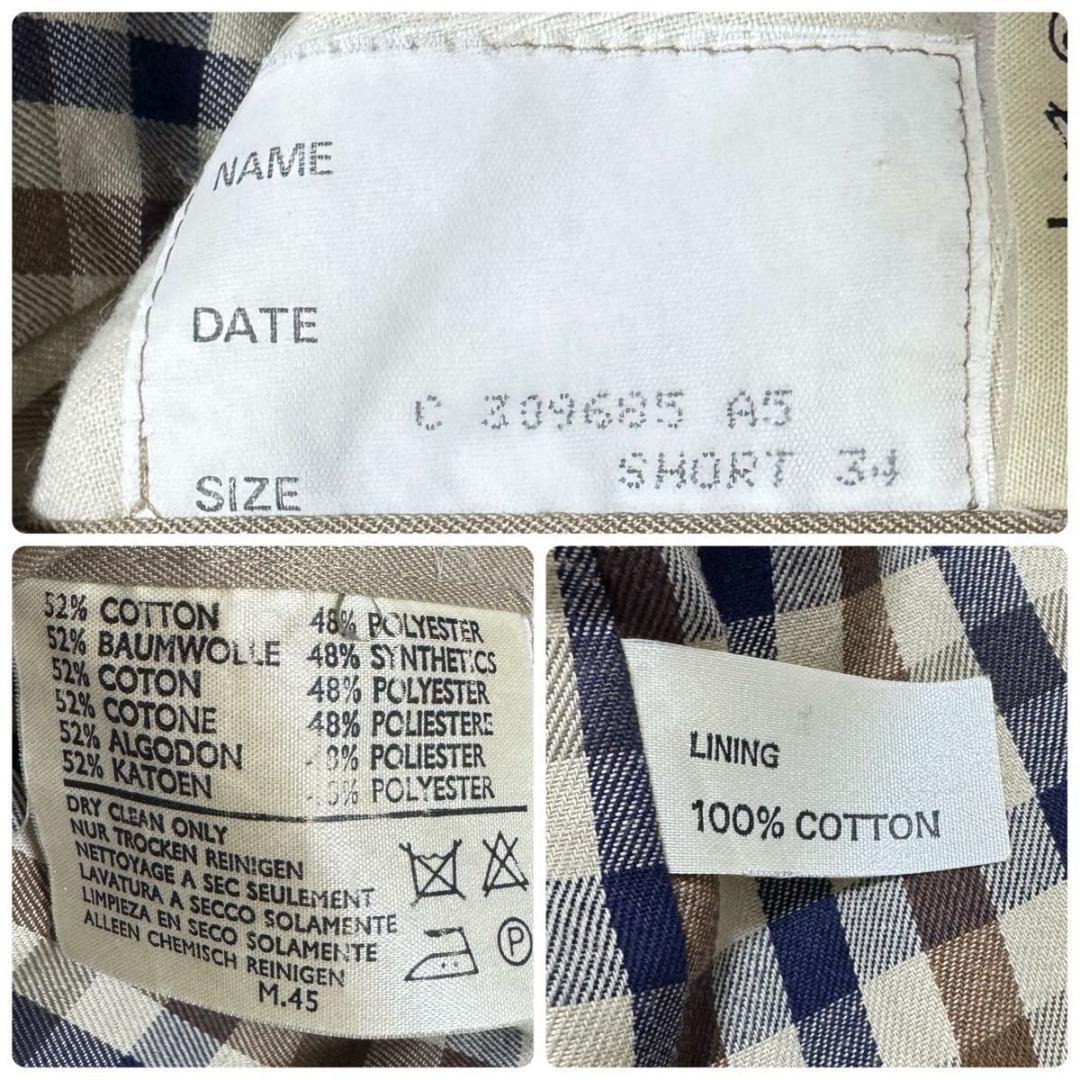 NAME
DATE
C 309685 A5
SHORT 34
SIZE
52% COTTON 48% POLYESTER
52% BAUMWOLLE 48% SYNTHETICS
52% COTON 48% POLYESTER
52% COTONE 48% POLIESTERE
52% ALGODON 48% POLIESTER
52% KATOEN 48% POLYESTER
DRY CLEAN ONLY
NUR TROCKEN REINIGEN
NETTOYAGE A SEC SEULEMENT
LAVATURA A SECCO SOLAMENTE
LIMPIEZA EN SECO SOLAMENTE
ALLEEN CHEMISCH REINIGEN
M.45
P
LINING
100% COTTON